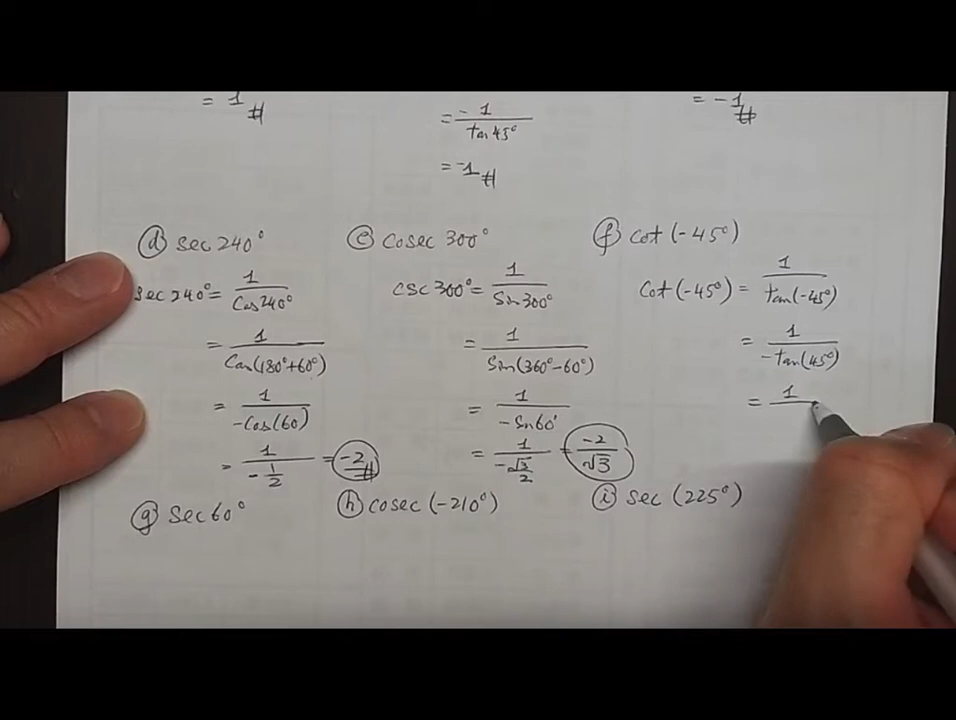 = 1 #
= -1 / tan 45°
= -1 #
= -1 #
ⓓ sec 240°
sec 240° = 1 / cos 240°
= 1 / cos(180°+60°)
= 1 / -cos(60)
= 1 / -1/2 = -2 #
ⓔ cosec 300°
csc 300° = 1 / sin 300°
= 1 / sin(360°-60°)
= 1 / -sin 60°
= 1 / -√3/2 = -2/√3
ⓕ cot (-45°)
cot (-45°) = 1 / tan(-45°)
= 1 / -tan(45°)
= 1
ⓖ sec 60°
ⓗ cosec (-210°)
ⓘ sec (225°)